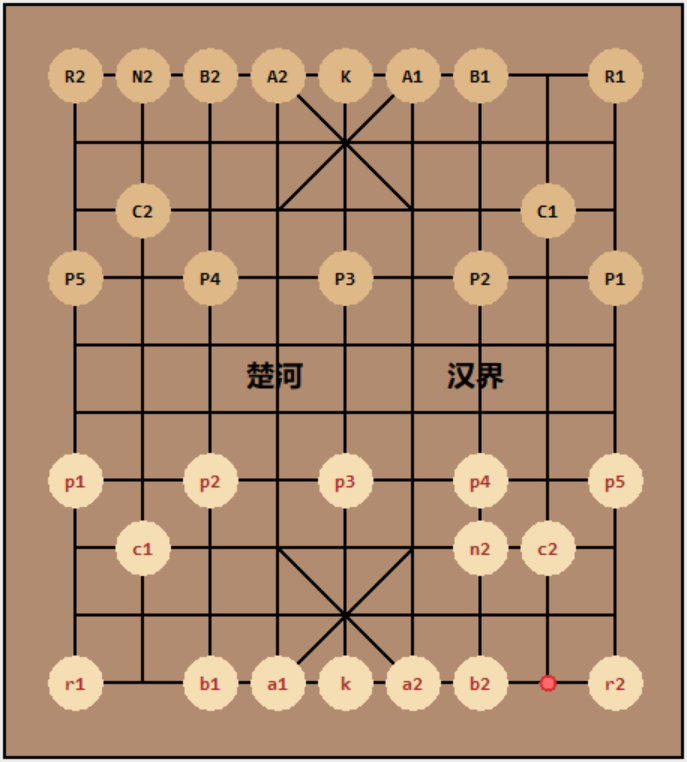 R2 N2 B2 A2 K A1 B1 R1
C2 C1
P5 P4 P3 P2 P1
楚河 汉界
p1 p2 p3 p4 p5
c1 n2 c2
r1 b1 a1 k a2 b2 r2